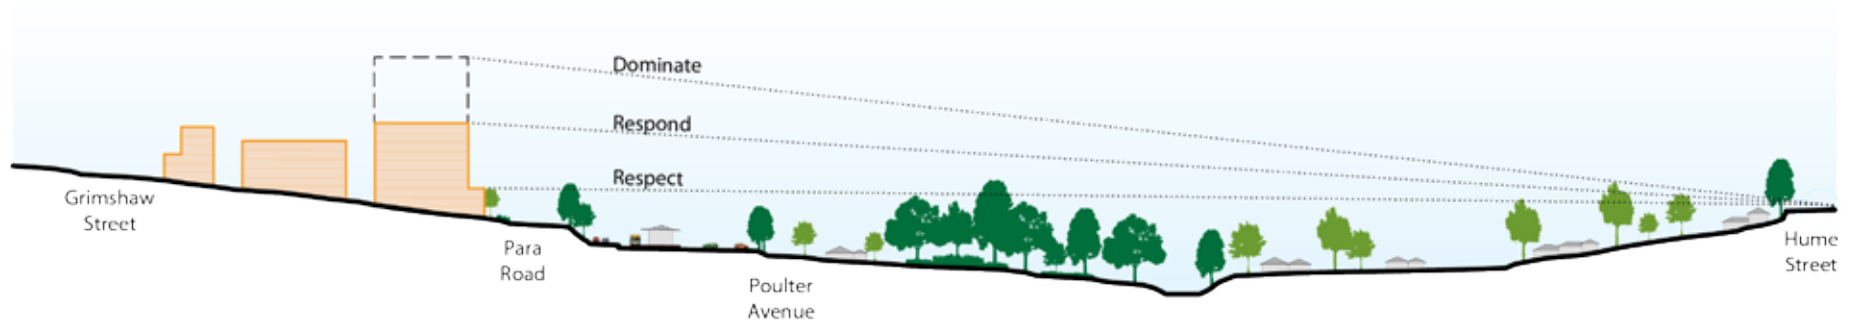 Dominate
Respond
Respect
Grimshaw
Street
Para
Road
Poulter
Avenue
Hume
Street